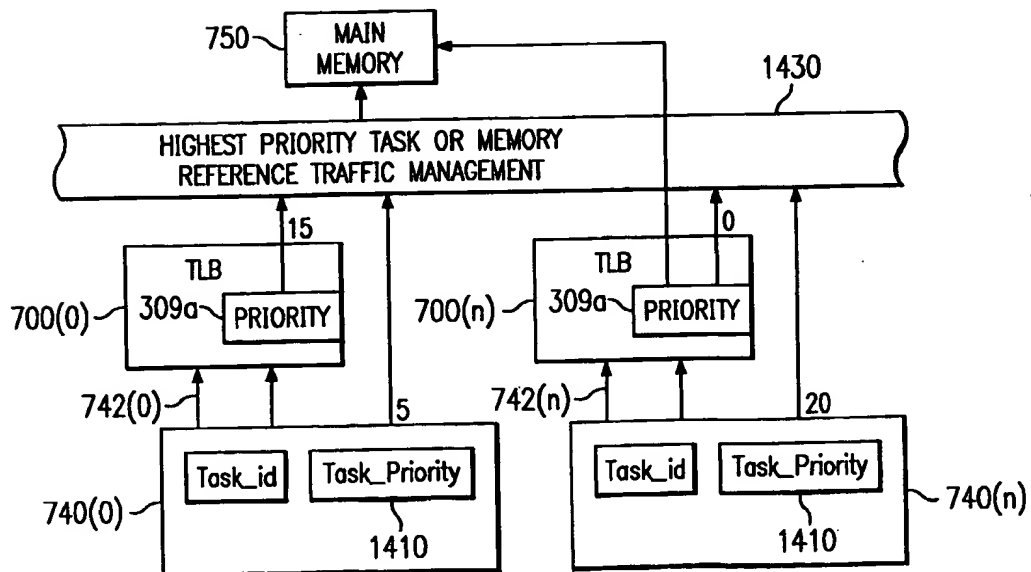 750
MAIN
MEMORY
1430
HIGHEST PRIORITY TASK OR MEMORY
REFERENCE TRAFFIC MANAGEMENT
15
0
TLB
TLB
700(0)
309a
PRIORITY
700(n)
309a
PRIORITY
742(0)
5
742(n)
20
Task_id
Task_Priority
Task_id
Task_Priority
740(0)
1410
1410
740(n)